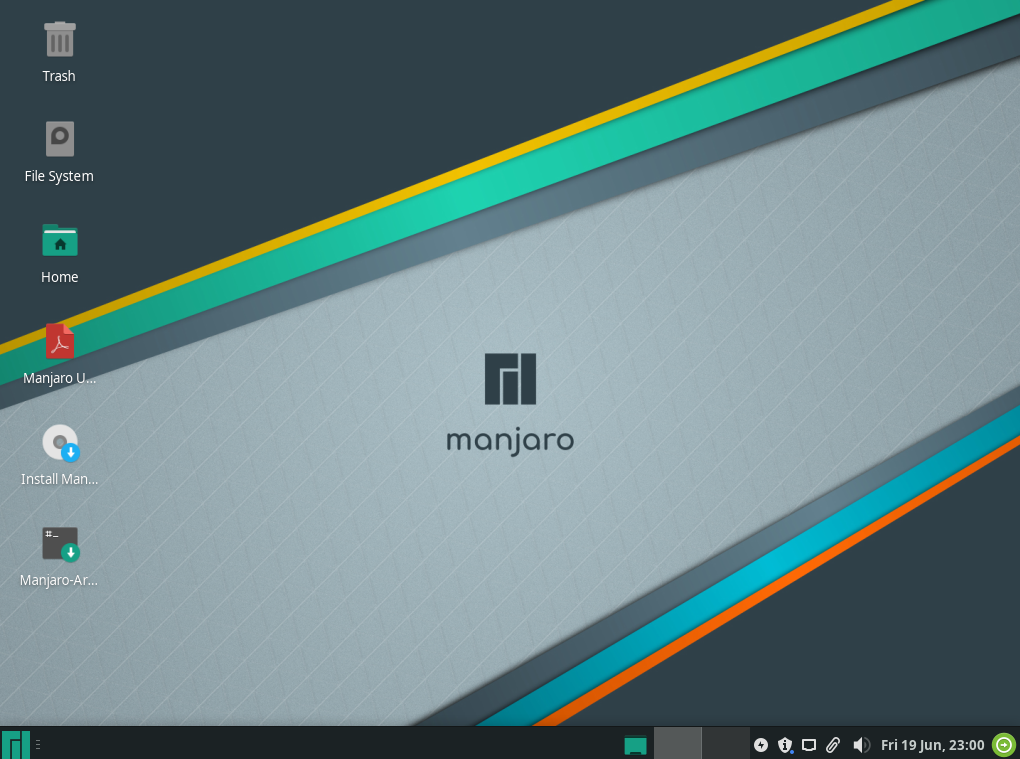 Trash
File System
Home
Manjaro U...
Install Man...
Manjaro-Ar...
manjaro
Fri 19 Jun, 23:00